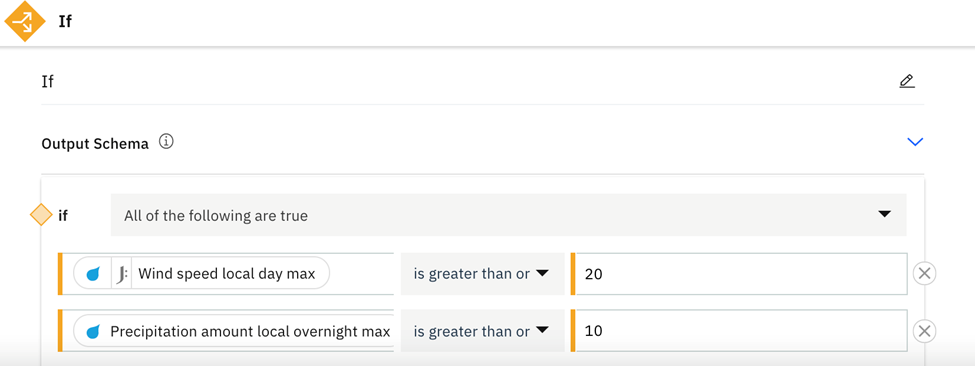 If
If
Output Schema
if All of the following are true
Wind speed local day max is greater than or 20
Precipitation amount local overnight max is greater than or 10